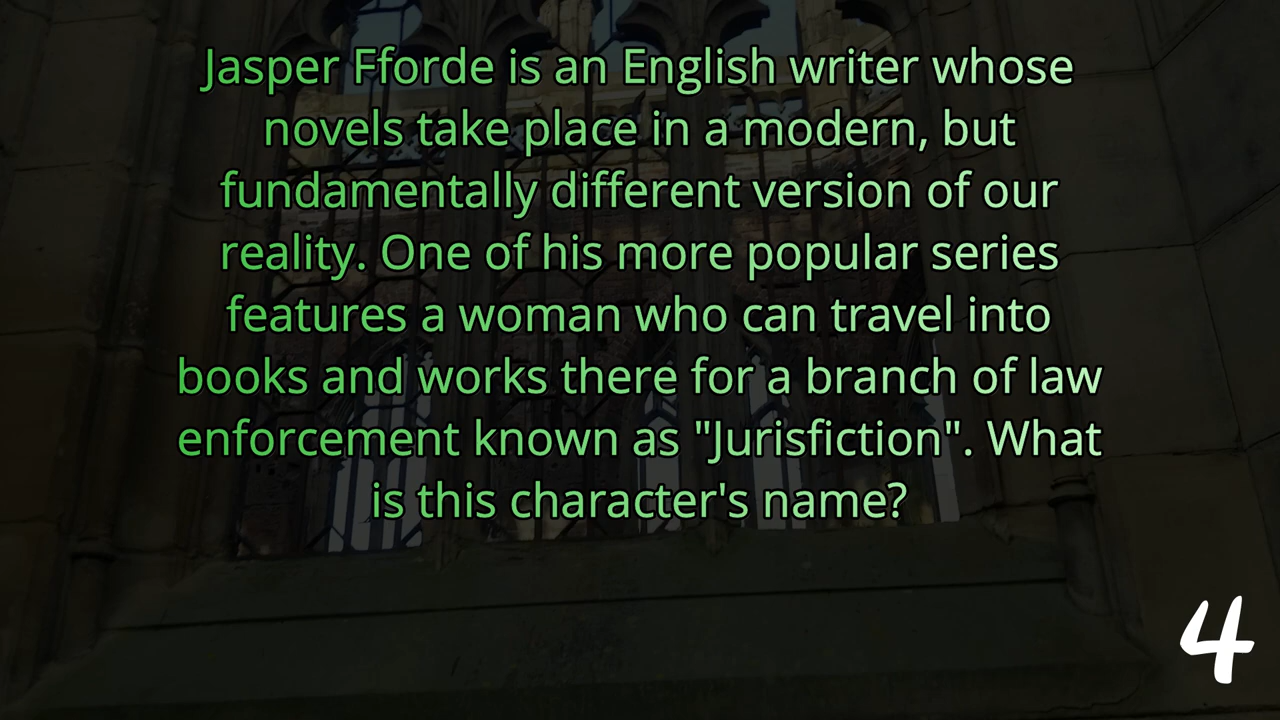 Jasper Fforde is an English writer whose
novels take place in a modern, but
fundamentally different version of our
reality. One of his more popular series
features a woman who can travel into
books and works there for a branch of law
enforcement known as "Jurisfiction". What
is this character's name?
4